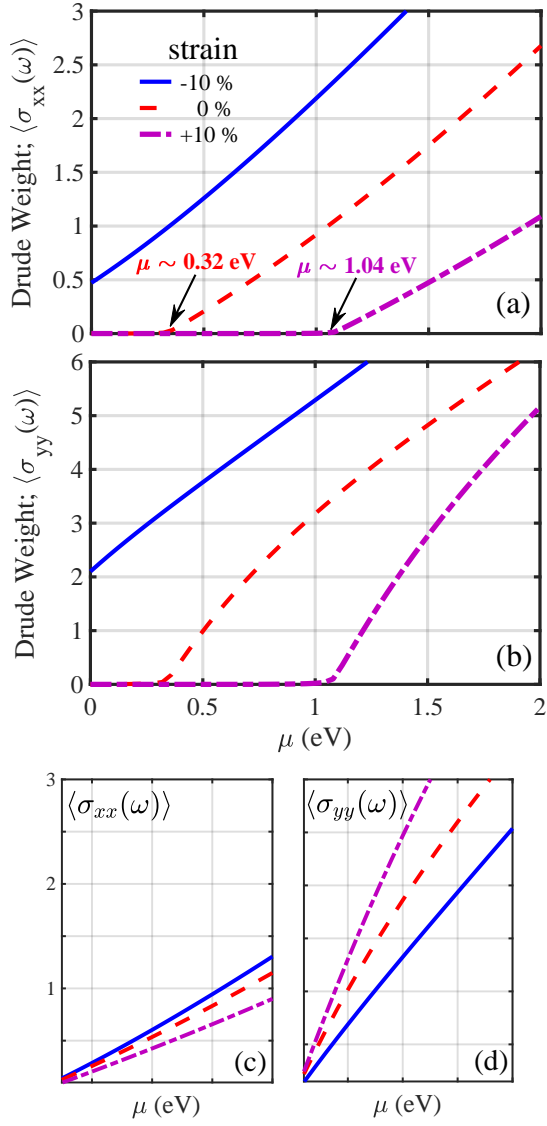 Drude Weight; ⟨σxx(ω)⟩
3
2.5
2
1.5
1
0.5
0
strain
-10 %
0 %
+10 %
μ ∼ 0.32 eV
μ ∼ 1.04 eV
(a)
Drude Weight; ⟨σyy(ω)⟩
6
5
4
3
2
1
0
(b)
0 0.5 1 1.5 2
μ (eV)
3
2
1
⟨σxx(ω)⟩
(c)
μ (eV)
⟨σyy(ω)⟩
(d)
μ (eV)